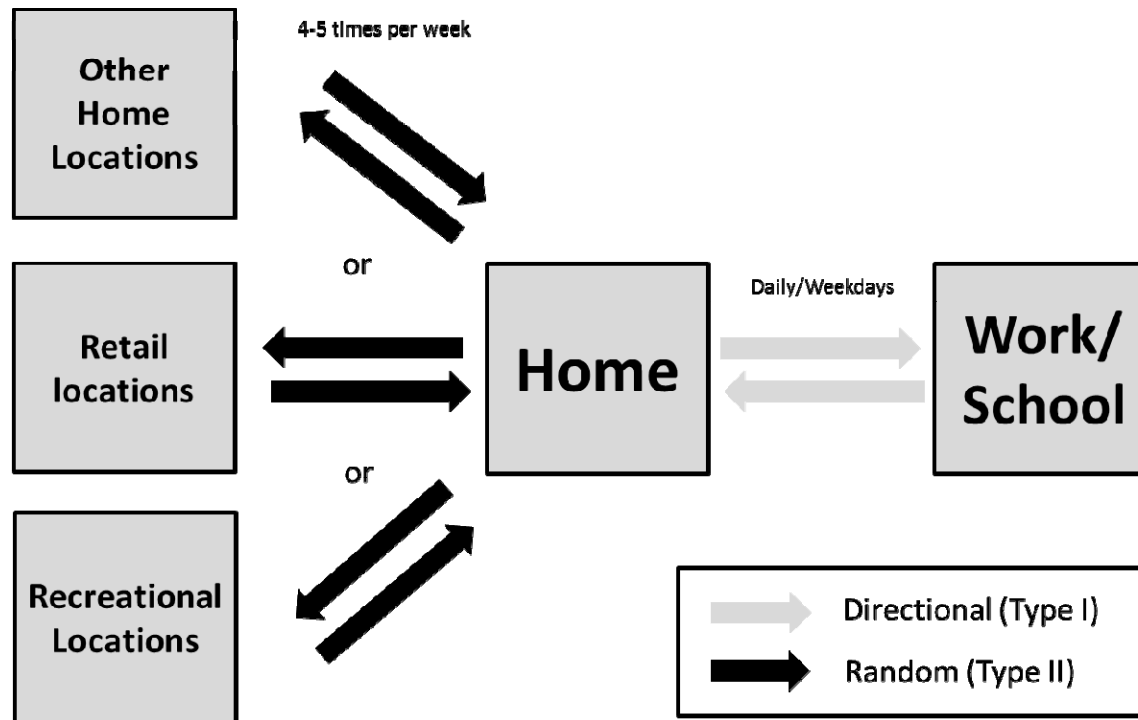 4-5 times per week
Other
Home
Locations
or
Retail
locations
or
Recreational
Locations
Home
Daily/Weekdays
Work/
School
Directional (Type I)
Random (Type II)